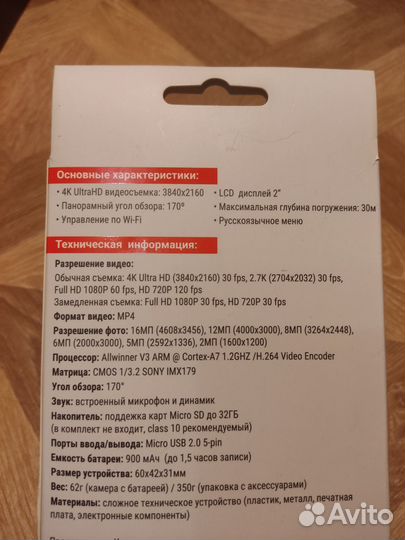 Основные характеристики:
• 4K UltraHD видеосъемка: 3840x2160
• Панорамный угол обзора: 170º
• Управление по Wi-Fi
• LCD дисплей 2"
• Максимальная глубина погружения: 30м
• Русскоязычное меню
Техническая информация:
Разрешение видео:
Обычная съемка: 4K Ultra HD (3840x2160) 30 fps, 2.7K (2704x2032) 30 fps,
Full HD 1080P 60 fps, HD 720P 120 fps
Замедленная съемка: Full HD 1080P 30 fps, HD 720P 30 fps
Формат видео: MP4
Разрешение фото: 16МП (4608x3456), 12МП (4000x3000), 8МП (3264x2448),
6МП (2000x3000), 5МП (2592x1336), 2МП (1600x1200)
Процессор: Allwinner V3 ARM @ Cortex-A7 1.2GHZ /H.264 Video Encoder
Матрица: CMOS 1/3.2 SONY IMX179
Угол обзора: 170°
Звук: встроенный микрофон и динамик
Накопитель: поддежка карт Micro SD до 32ГБ
(в комплект не входит, class 10 рекомендуемый)
Порты ввода/вывода: Micro USB 2.0 5-pin
Емкость батареи: 900 мАч (до 1,5 часов записи)
Размер устройства: 60x42x31мм
Вес: 62г (камера с батареей) / 350г (упаковка с аксессуарами)
Материалы: сложное техническое устройство (пластик, металл, печатная
плата, электронные компоненты)
Avito